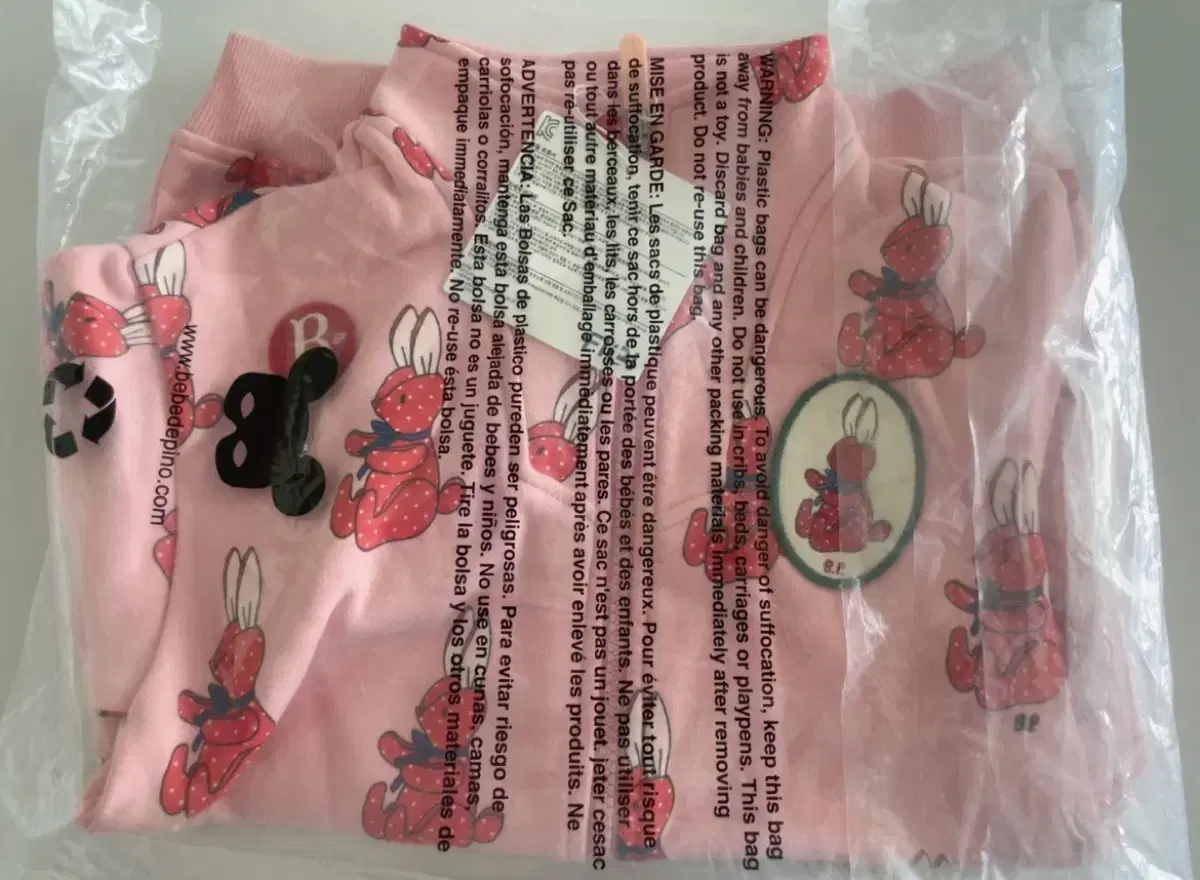 WARNING: Plastic bags can be dangerous. To avoid danger of suffocation, keep this bag
away from babies and children. Do not use in cribs, beds, carriages or playpens. This bag
is not a toy. Discard bag and any other packing materials immediately after removing
product. Do not re-use this bag.
MISE EN GARDE: Les sacs de plastique peuvent être dangereux. Pour éviter tout risque
de suffocation, tenir ce sac hors de la portée des bébés et des enfants. Ne pas utiliser
dans les berceaux, les lits, les carrosses ou les pares. Ce sac n'est pas un jouet. jeter cesac
ou tout autre matériau d'emballage immediatement après avoir enlevé les produits. Ne
pas re-utiliser ce Sac.
ADVERTENCIA: Las Bolsas de plastico pureden ser peligrosas. Para evitar riesgo de
sofocación, mantenga esta bolsa alejada de bebes y niños. No use en cunas, camas,
carriolas o corralitos. Esta bolsa no es un juguete. Tire la bolsa y los otros materiales de
empaque immediatamente. No re-use ésta bolsa.
www.bebedepino.com
B.
B.P.
B.P.